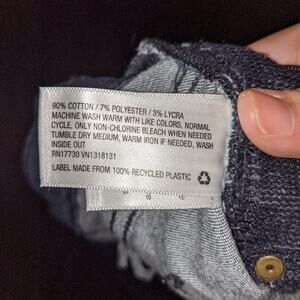 90% COTTON / 7% POLYESTER / 3% LYCRA
MACHINE WASH WARM WITH LIKE COLORS, NORMAL
CYCLE, ONLY NON-CHLORINE BLEACH WHEN NEEDED
TUMBLE DRY MEDIUM, WARM IRON IF NEEDED, WASH
INSIDE OUT
RN17730 VN1318131
LABEL MADE FROM 100% RECYCLED PLASTIC